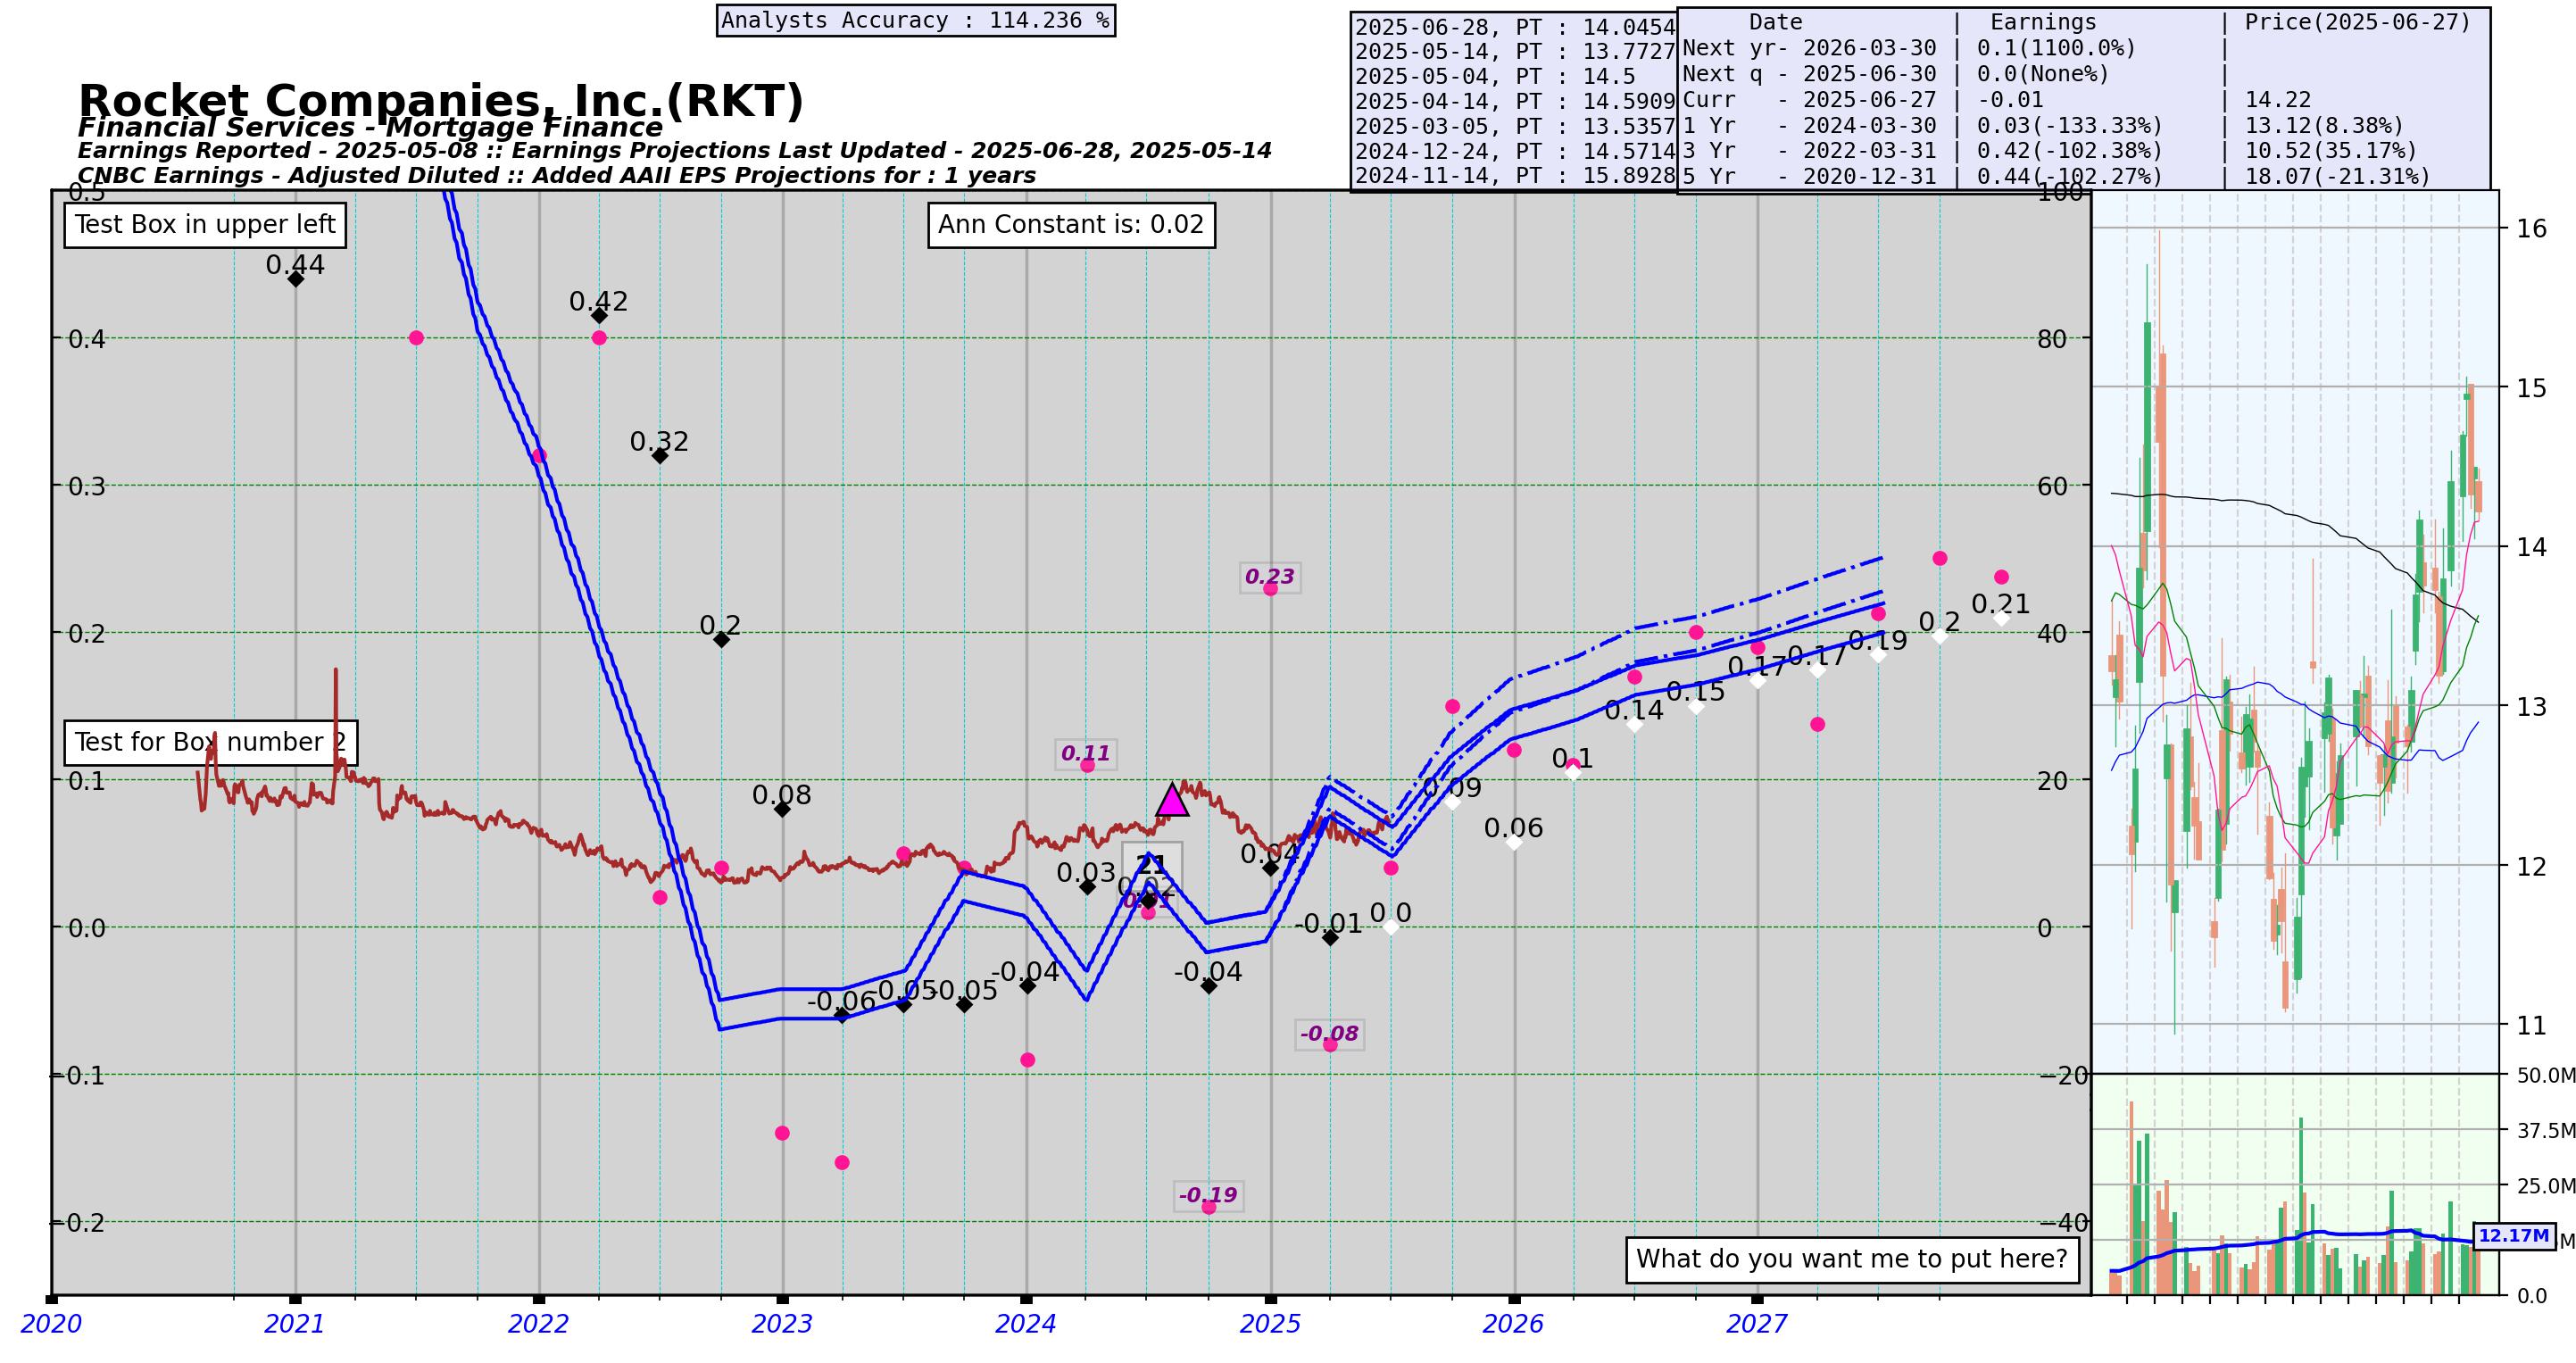 Analysts Accuracy : 114.236 %
2025-06-28, PT : 14.0454
2025-05-14, PT : 13.7727
2025-05-04, PT : 14.5
2025-04-14, PT : 14.5909
2025-03-05, PT : 13.5357
2024-12-24, PT : 14.5714
2024-11-14, PT : 15.8928
Date | Earnings | Price(2025-06-27)
Next yr- 2026-03-30 | 0.1(1100.0%) |
Next q - 2025-06-30 | 0.0(None%) |
Curr - 2025-06-27 | -0.01 | 14.22
1 Yr - 2024-03-30 | 0.03(-133.33%) | 13.12(8.38%)
3 Yr - 2022-03-31 | 0.42(-102.38%) | 10.52(35.17%)
5 Yr - 2020-12-31 | 0.44(-102.27%) | 18.07(-21.31%)
Rocket Companies, Inc.(RKT)
Financial Services - Mortgage Finance
Earnings Reported - 2025-05-08 :: Earnings Projections Last Updated - 2025-06-28, 2025-05-14
CNBC Earnings - Adjusted Diluted :: Added AAII EPS Projections for : 1 years
Test Box in upper left
Ann Constant is: 0.02
Test for Box number 2
What do you want me to put here?
0.5
0.4
0.3
0.2
0.1
0.0
−0.1
−0.2
0.44
0.42
0.32
0.2
0.08
-0.06
-0.05
-0.05
-0.04
0.11
0.03
21
0.02
-0.04
-0.19
0.23
0.04
-0.01
-0.08
0.0
0.09
0.06
0.1
0.14
0.15
0.17
0.17
0.19
0.2
0.21
100
80
60
40
20
0
−20
−40
16
15
14
13
12
11
50.0M
37.5M
25.0M
12.17M
0.0
2020 2021 2022 2023 2024 2025 2026 2027